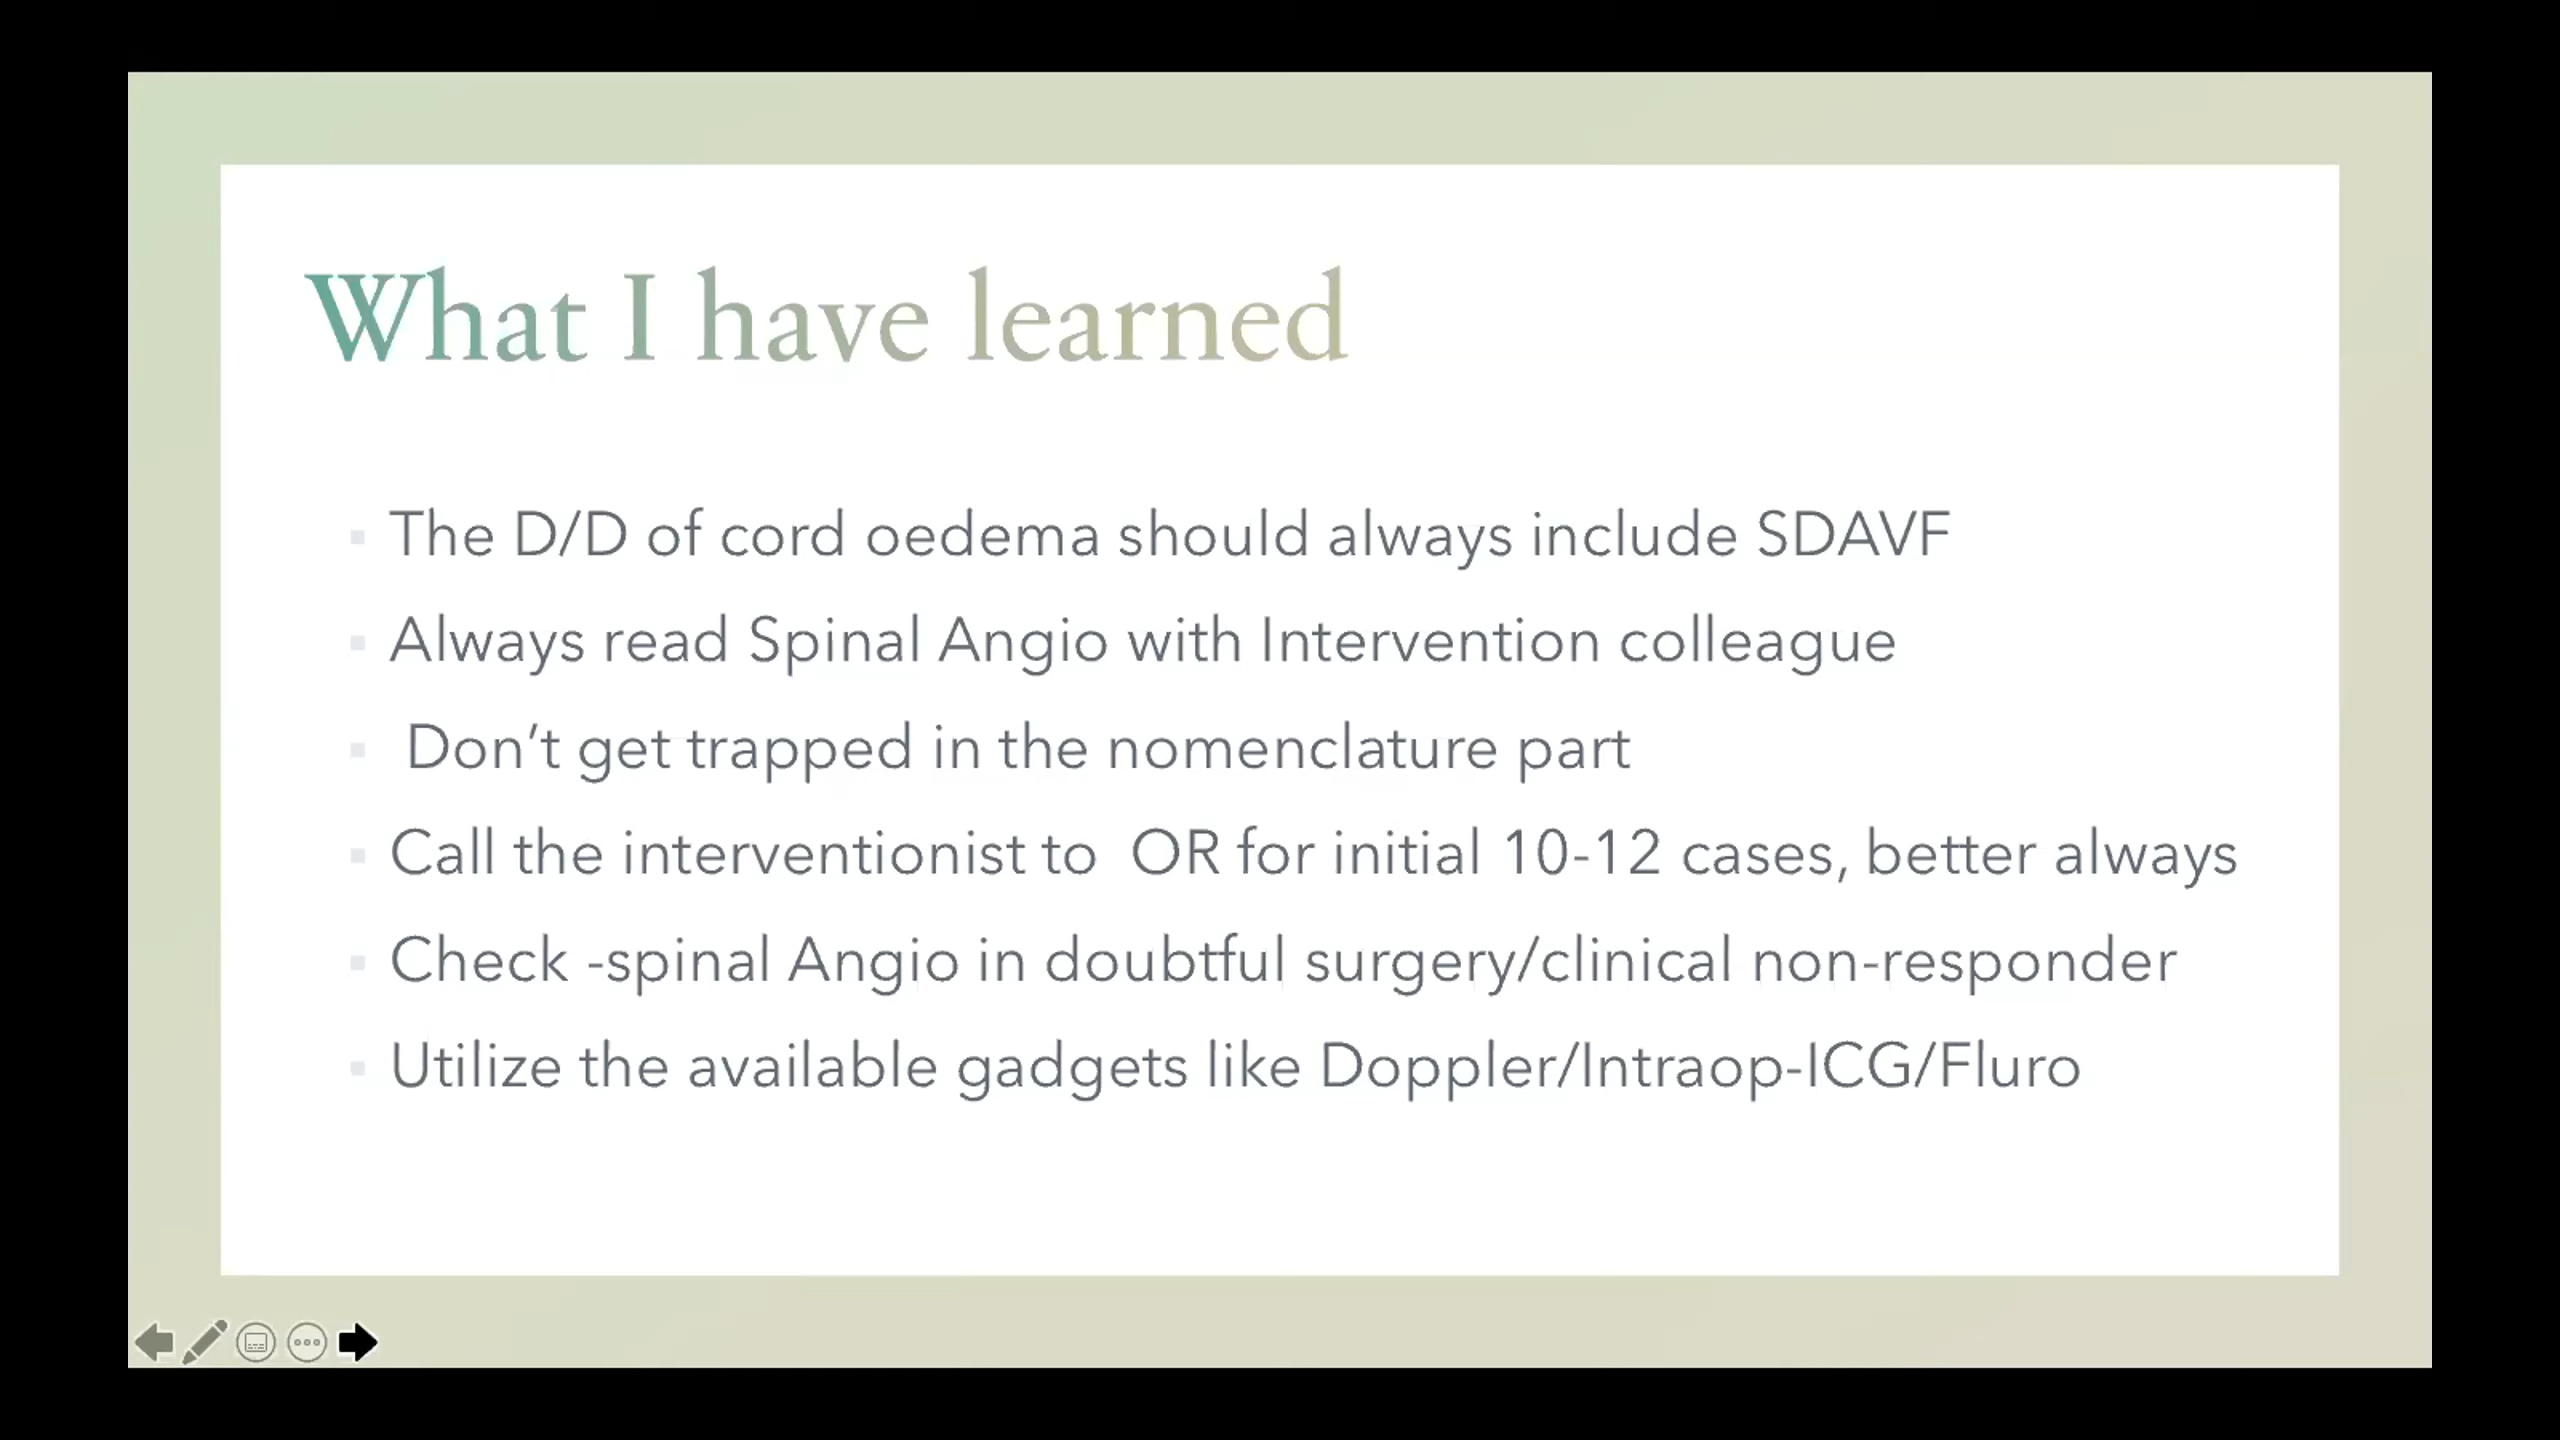 What I have learned
The D/D of cord oedema should always include SDAVF
Always read Spinal Angio with Intervention colleague
Don’t get trapped in the nomenclature part
Call the interventionist to  OR for initial 10-12 cases, better always
Check -spinal Angio in doubtful surgery/clinical non-responder
Utilize the available gadgets like Doppler/Intraop-ICG/Fluro